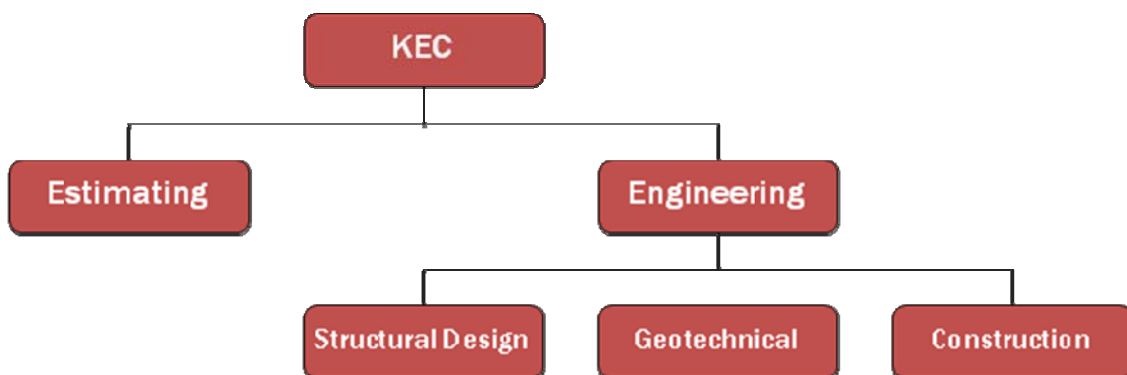 KEC
Estimating
Engineering
Structural Design
Geotechnical
Construction